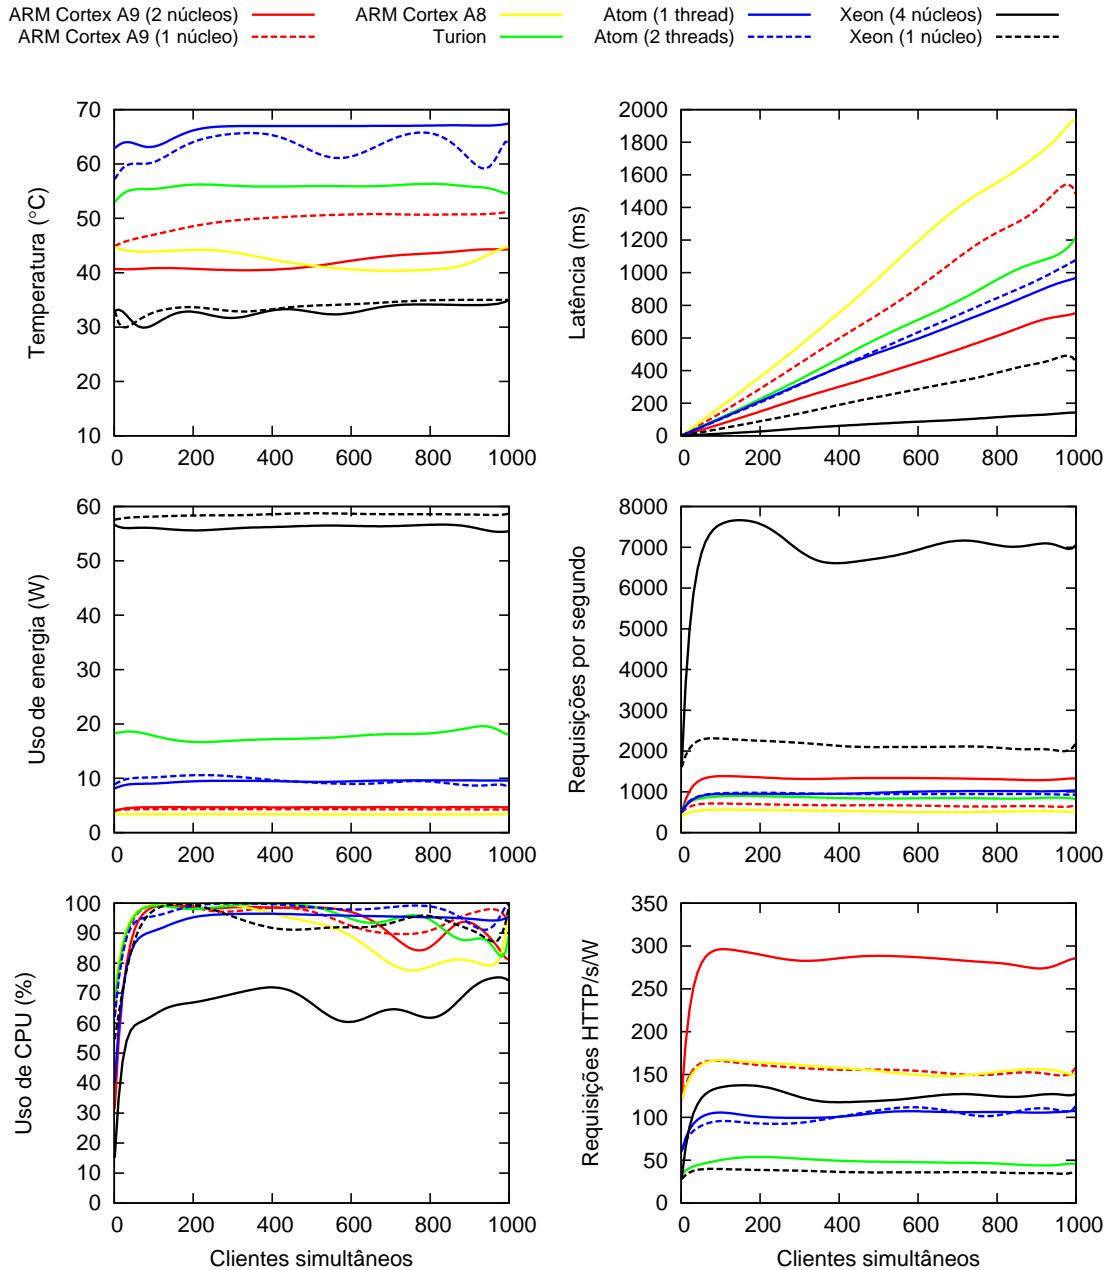 ARM Cortex A9 (2 núcleos)
ARM Cortex A9 (1 núcleo)
ARM Cortex A8
Turion
Atom (1 thread)
Atom (2 threads)
Xeon (4 núcleos)
Xeon (1 núcleo)
Temperatura (°C)
70
60
50
40
30
20
10
0 200 400 600 800 1000
Latência (ms)
2000
1800
1600
1400
1200
1000
800
600
400
200
0
0 200 400 600 800 1000
Uso de energia (W)
60
50
40
30
20
10
0
0 200 400 600 800 1000
Requisições por segundo
8000
7000
6000
5000
4000
3000
2000
1000
0
0 200 400 600 800 1000
Uso de CPU (%)
100
90
80
70
60
50
40
30
20
10
0
0 200 400 600 800 1000
Clientes simultâneos
Requisições HTTP/s/W
350
300
250
200
150
100
50
0
0 200 400 600 800 1000
Clientes simultâneos